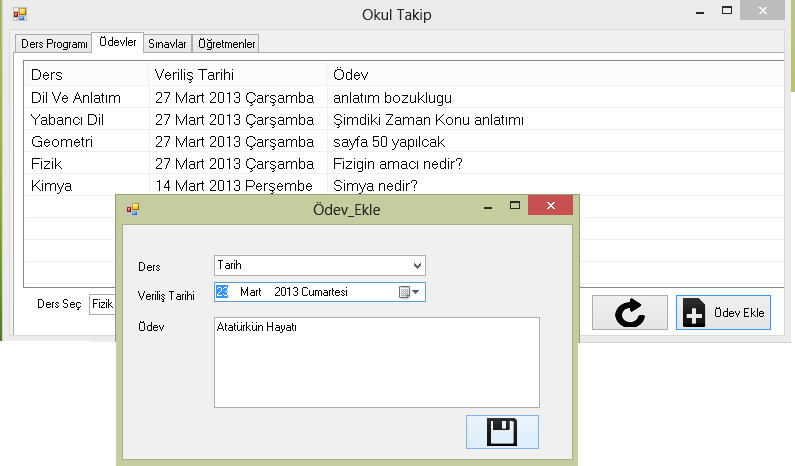 Okul Takip
Ders Programı Ödevler Sınavlar Öğretmenler
Ders Veriliş Tarihi Ödev
Dil Ve Anlatım 27 Mart 2013 Çarşamba anlatım bozuklugu
Yabancı Dil 27 Mart 2013 Çarşamba Şimdiki Zaman Konu anlatımı
Geometri 27 Mart 2013 Çarşamba sayfa 50 yapılcak
Fizik 27 Mart 2013 Çarşamba Fizigin amacı nedir?
Kimya 14 Mart 2013 Perşembe Simya nedir?
Ders Seç Fizik
Ödev Ekle
Ödev_Ekle
Ders Tarih
Veriliş Tarihi 23 Mart 2013 Cumartesi
Ödev Atatürkün Hayatı